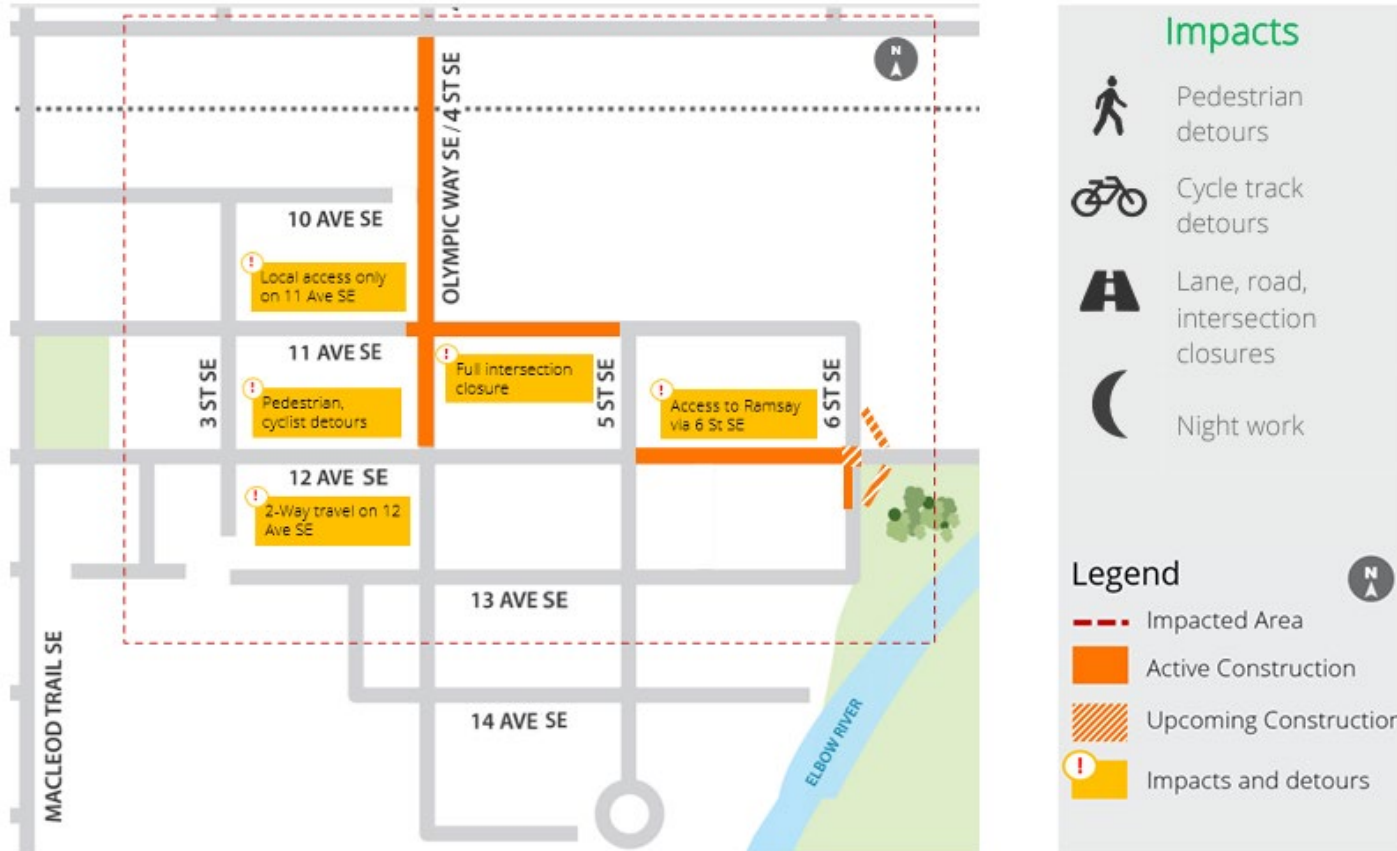 N
OLYMPIC WAY SE / 4 ST SE
10 AVE SE
!
Local access only
on 11 Ave SE
11 AVE SE
!
Full intersection
closure
3 ST SE
!
Pedestrian,
cyclist detours
5 ST SE
!
Access to Ramsay
via 6 St SE
6 ST SE
12 AVE SE
!
2-Way travel on 12
Ave SE
13 AVE SE
MACLEOD TRAIL SE
14 AVE SE
ELBOW RIVER
Impacts
Pedestrian
detours
Cycle track
detours
Lane, road,
intersection
closures
Night work
Legend
N
Impacted Area
Active Construction
Upcoming Construction
!
Impacts and detours